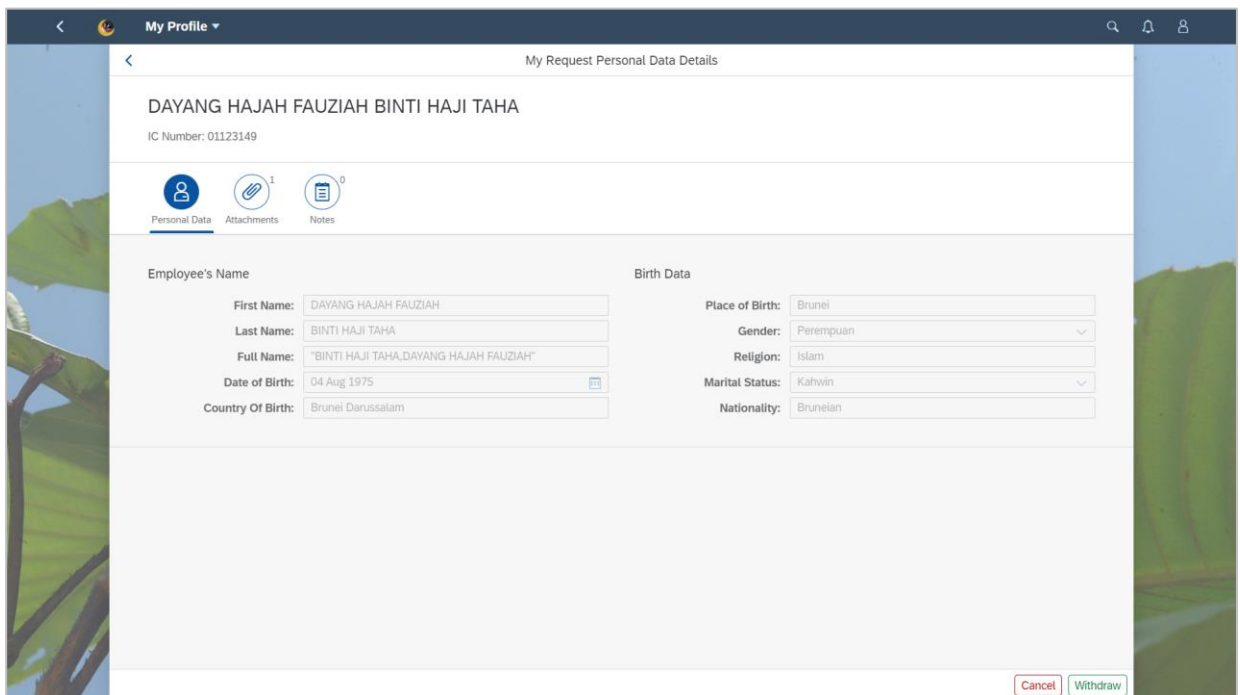 My Profile
My Request Personal Data Details
DAYANG HAJAH FAUZIAH BINTI HAJI TAHA
IC Number: 01123149
1
0
Personal Data
Attachments
Notes
Employee's Name
First Name: DAYANG HAJAH FAUZIAH
Last Name: BINTI HAJI TAHA
Full Name: "BINTI HAJI TAHA,DAYANG HAJAH FAUZIAH"
Date of Birth: 04 Aug 1975
Country Of Birth: Brunei Darussalam
Birth Data
Place of Birth: Brunei
Gender: Perempuan
Religion: Islam
Marital Status: Kahwin
Nationality: Bruneian
Cancel
Withdraw